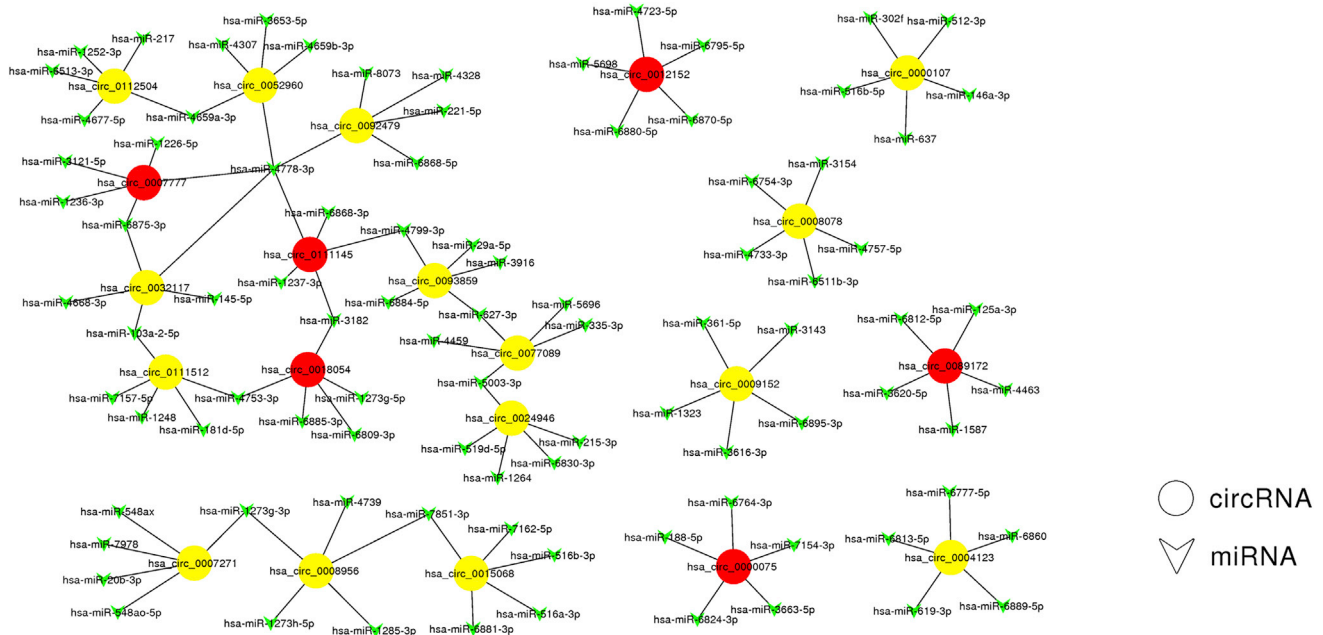 hsa-miR-3653-5p
hsa-miR-217
hsa-miR-4307
hsa-miR-4659b-3p
hsa-miR-1252-3p
hsa-miR-6513-3p
hsa_circ_0112504
hsa_circ_0052960
hsa-miR-8073
hsa-miR-4328
hsa-miR-221-5p
hsa-miR-4677-5p
hsa-miR-4659a-3p
hsa_circ_0092479
hsa-miR-1226-5p
hsa-miR-3121-5p
hsa-miR-4778-3p
hsa-miR-6868-5p
hsa_circ_0007777
hsa-miR-1236-3p
hsa-miR-6875-3p
hsa-miR-6868-3p
hsa-miR-4799-3p
hsa_circ_0111145
hsa-miR-29a-5p
hsa-miR-3916
hsa-miR-1237-3p
hsa_circ_0093859
hsa_circ_0032117
hsa-miR-4668-3p
hsa-miR-145-5p
hsa-miR-6884-5p
hsa-miR-627-3p
hsa-miR-5696
hsa-miR-335-3p
hsa-miR-3182
hsa-miR-103a-2-5p
hsa-miR-4459
hsa_circ_0077089
hsa_circ_0111512
hsa_circ_0018054
hsa-miR-5003-3p
hsa-miR-7157-5p
hsa-miR-4753-3p
hsa-miR-1273g-5p
hsa-miR-1248
hsa-miR-181d-5p
hsa-miR-6885-3p
hsa-miR-6809-3p
hsa_circ_0024946
hsa-miR-519d-5p
hsa-miR-215-3p
hsa-miR-6830-3p
hsa-miR-1264
hsa-miR-4723-5p
hsa-miR-6795-5p
hsa-miR-5698
hsa_circ_0012152
hsa-miR-6880-5p
hsa-miR-6870-5p
hsa-miR-302f
hsa-miR-512-3p
hsa_circ_0000107
hsa-miR-516b-5p
hsa-miR-146a-3p
hsa-miR-637
hsa-miR-3154
hsa-miR-6754-3p
hsa_circ_0008078
hsa-miR-4733-3p
hsa-miR-4757-5p
hsa-miR-6511b-3p
hsa-miR-361-5p
hsa-miR-3143
hsa_circ_0009152
hsa-miR-1323
hsa-miR-6895-3p
hsa-miR-3616-3p
hsa-miR-6812-5p
hsa-miR-125a-3p
hsa_circ_0089172
hsa-miR-3620-5p
hsa-miR-4463
hsa-miR-1587
hsa-miR-548ax
hsa-miR-1273g-3p
hsa-miR-4739
hsa-miR-7851-3p
hsa-miR-7978
hsa_circ_0007271
hsa_circ_0008956
hsa_circ_0015068
hsa-miR-7162-5p
hsa-miR-516b-3p
hsa-miR-20b-3p
hsa-miR-548ao-5p
hsa-miR-1273h-5p
hsa-miR-1285-3p
hsa-miR-516a-3p
hsa-miR-6881-3p
hsa-miR-6764-3p
hsa-miR-188-5p
hsa-miR-7154-3p
hsa_circ_0000075
hsa-miR-3663-5p
hsa-miR-6824-3p
hsa-miR-6777-5p
hsa-miR-6813-5p
hsa-miR-6860
hsa_circ_0004123
hsa-miR-619-3p
hsa-miR-6889-5p
circRNA
miRNA